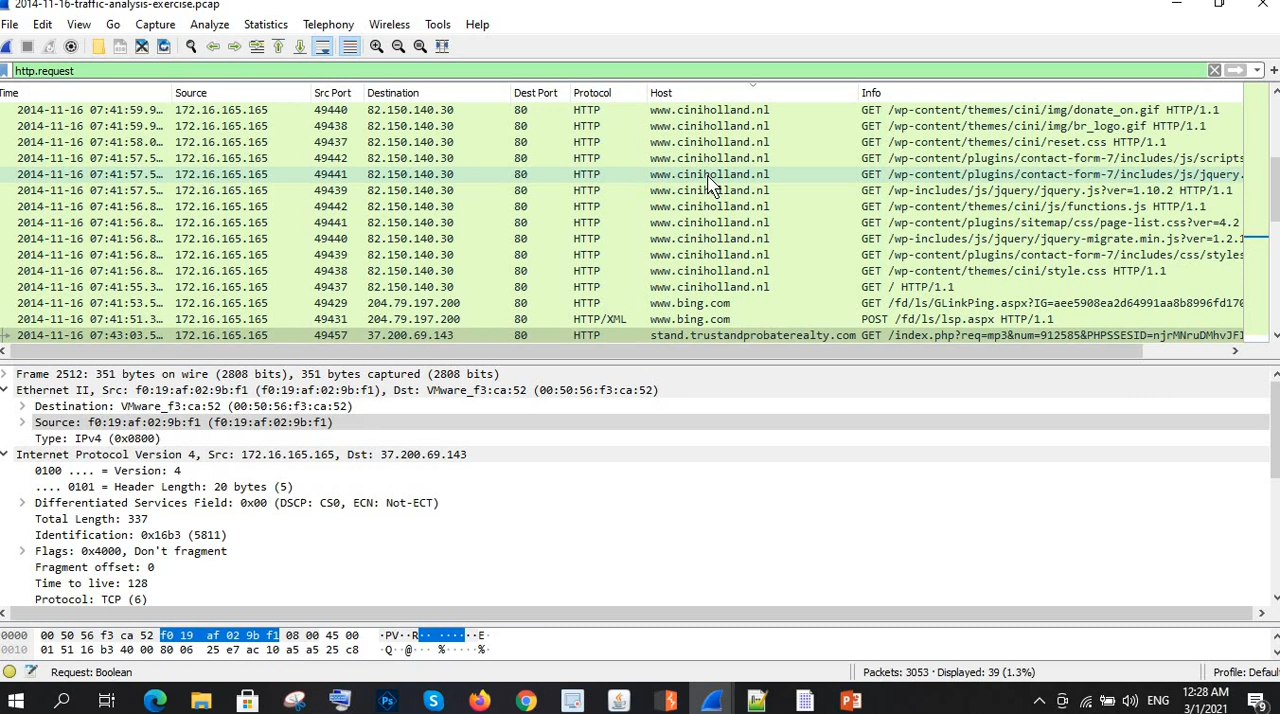 2014-11-16-traffic-analysis-exercise.pcap
File Edit View Go Capture Analyze Statistics Telephony Wireless Tools Help
http.request
Time Source Src Port Destination Dest Port Protocol Host Info
2014-11-16 07:41:59.9… 172.16.165.165 49440 82.150.140.30 80 HTTP www.ciniholland.nl GET /wp-content/themes/cini/img/donate_on.gif HTTP/1.1
2014-11-16 07:41:59.9… 172.16.165.165 49438 82.150.140.30 80 HTTP www.ciniholland.nl GET /wp-content/themes/cini/img/br_logo.gif HTTP/1.1
2014-11-16 07:41:58.0… 172.16.165.165 49437 82.150.140.30 80 HTTP www.ciniholland.nl GET /wp-content/themes/cini/reset.css HTTP/1.1
2014-11-16 07:41:57.5… 172.16.165.165 49442 82.150.140.30 80 HTTP www.ciniholland.nl GET /wp-content/plugins/contact-form-7/includes/js/scripts
2014-11-16 07:41:57.5… 172.16.165.165 49441 82.150.140.30 80 HTTP www.ciniholland.nl GET /wp-content/plugins/contact-form-7/includes/js/jquery.
2014-11-16 07:41:57.5… 172.16.165.165 49439 82.150.140.30 80 HTTP www.ciniholland.nl GET /wp-includes/js/jquery/jquery.js?ver=1.10.2 HTTP/1.1
2014-11-16 07:41:56.8… 172.16.165.165 49442 82.150.140.30 80 HTTP www.ciniholland.nl GET /wp-content/themes/cini/js/functions.js HTTP/1.1
2014-11-16 07:41:56.8… 172.16.165.165 49441 82.150.140.30 80 HTTP www.ciniholland.nl GET /wp-content/plugins/sitemap/css/page-list.css?ver=4.2
2014-11-16 07:41:56.8… 172.16.165.165 49440 82.150.140.30 80 HTTP www.ciniholland.nl GET /wp-includes/js/jquery/jquery-migrate.min.js?ver=1.2.1
2014-11-16 07:41:56.8… 172.16.165.165 49439 82.150.140.30 80 HTTP www.ciniholland.nl GET /wp-content/plugins/contact-form-7/includes/css/styles
2014-11-16 07:41:56.8… 172.16.165.165 49438 82.150.140.30 80 HTTP www.ciniholland.nl GET /wp-content/themes/cini/style.css HTTP/1.1
2014-11-16 07:41:55.3… 172.16.165.165 49437 82.150.140.30 80 HTTP www.ciniholland.nl GET / HTTP/1.1
2014-11-16 07:41:53.5… 172.16.165.165 49429 204.79.197.200 80 HTTP www.bing.com GET /fd/ls/GLinkPing.aspx?IG=aee5908ea2d64991aa8b8996fd170
2014-11-16 07:41:51.3… 172.16.165.165 49431 204.79.197.200 80 HTTP/XML www.bing.com POST /fd/ls/lsp.aspx HTTP/1.1
2014-11-16 07:43:03.5… 172.16.165.165 49457 37.200.69.143 80 HTTP stand.trustandprobaterealty.com GET /index.php?req=mp3&num=912585&PHPSSESID=njrMNruDMhvJFI
Frame 2512: 351 bytes on wire (2808 bits), 351 bytes captured (2808 bits)
Ethernet II, Src: f0:19:af:02:9b:f1 (f0:19:af:02:9b:f1), Dst: VMware_f3:ca:52 (00:50:56:f3:ca:52)
Destination: VMware_f3:ca:52 (00:50:56:f3:ca:52)
Source: f0:19:af:02:9b:f1 (f0:19:af:02:9b:f1)
Type: IPv4 (0x0800)
Internet Protocol Version 4, Src: 172.16.165.165, Dst: 37.200.69.143
0100 .... = Version: 4
.... 0101 = Header Length: 20 bytes (5)
Differentiated Services Field: 0x00 (DSCP: CS0, ECN: Not-ECT)
Total Length: 337
Identification: 0x16b3 (5811)
Flags: 0x4000, Don't fragment
Fragment offset: 0
Time to live: 128
Protocol: TCP (6)
0000 00 50 56 f3 ca 52 f0 19 af 02 9b f1 08 00 45 00 ·PV··R·· ······E·
0010 01 51 16 b3 40 00 80 06 25 e7 ac 10 a5 a5 25 c8 ·Q··@··· %·····%·
Request: Boolean Packets: 3053 · Displayed: 39 (1.3%) Profile: Defau
ENG 12:28 AM
3/1/2021